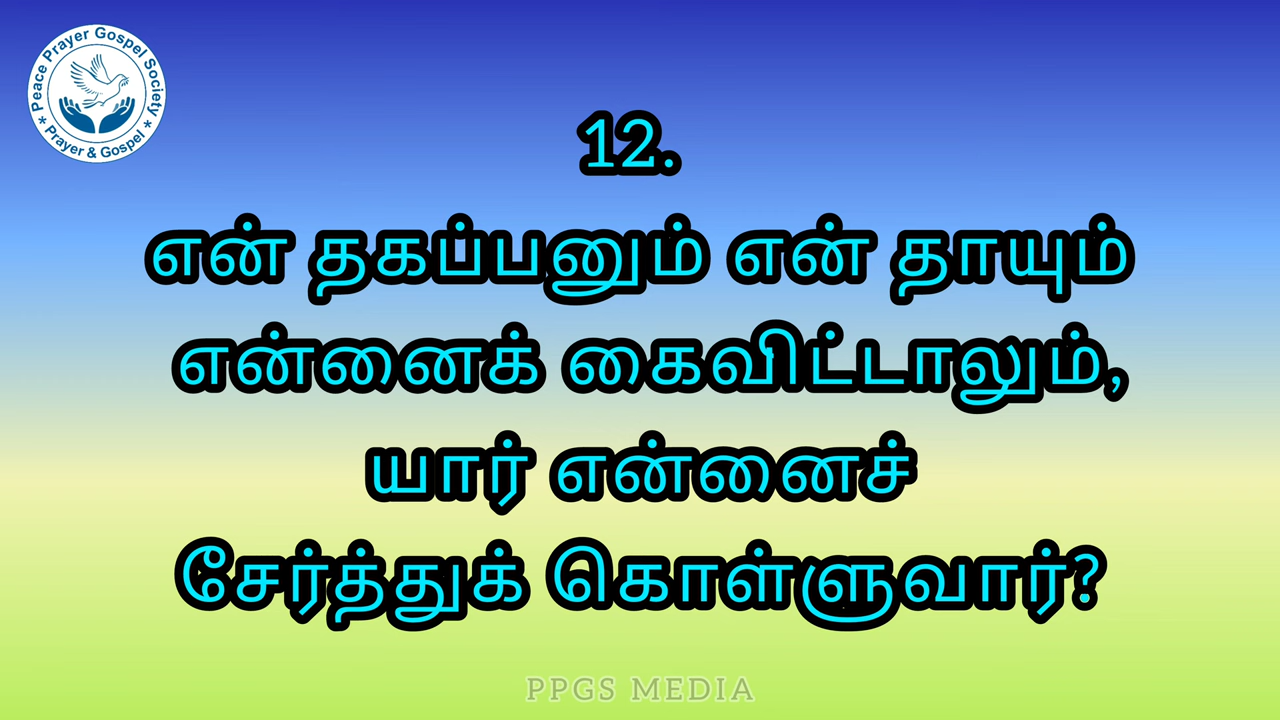 Peace Prayer Gospel Society
* Prayer & Gospel *
12.
என் தகப்பனும் என் தாயும்
என்னைக் கைவிட்டாலும்,
யார் என்னைச்
சேர்த்துக் கொள்ளுவார்?
PPGS MEDIA